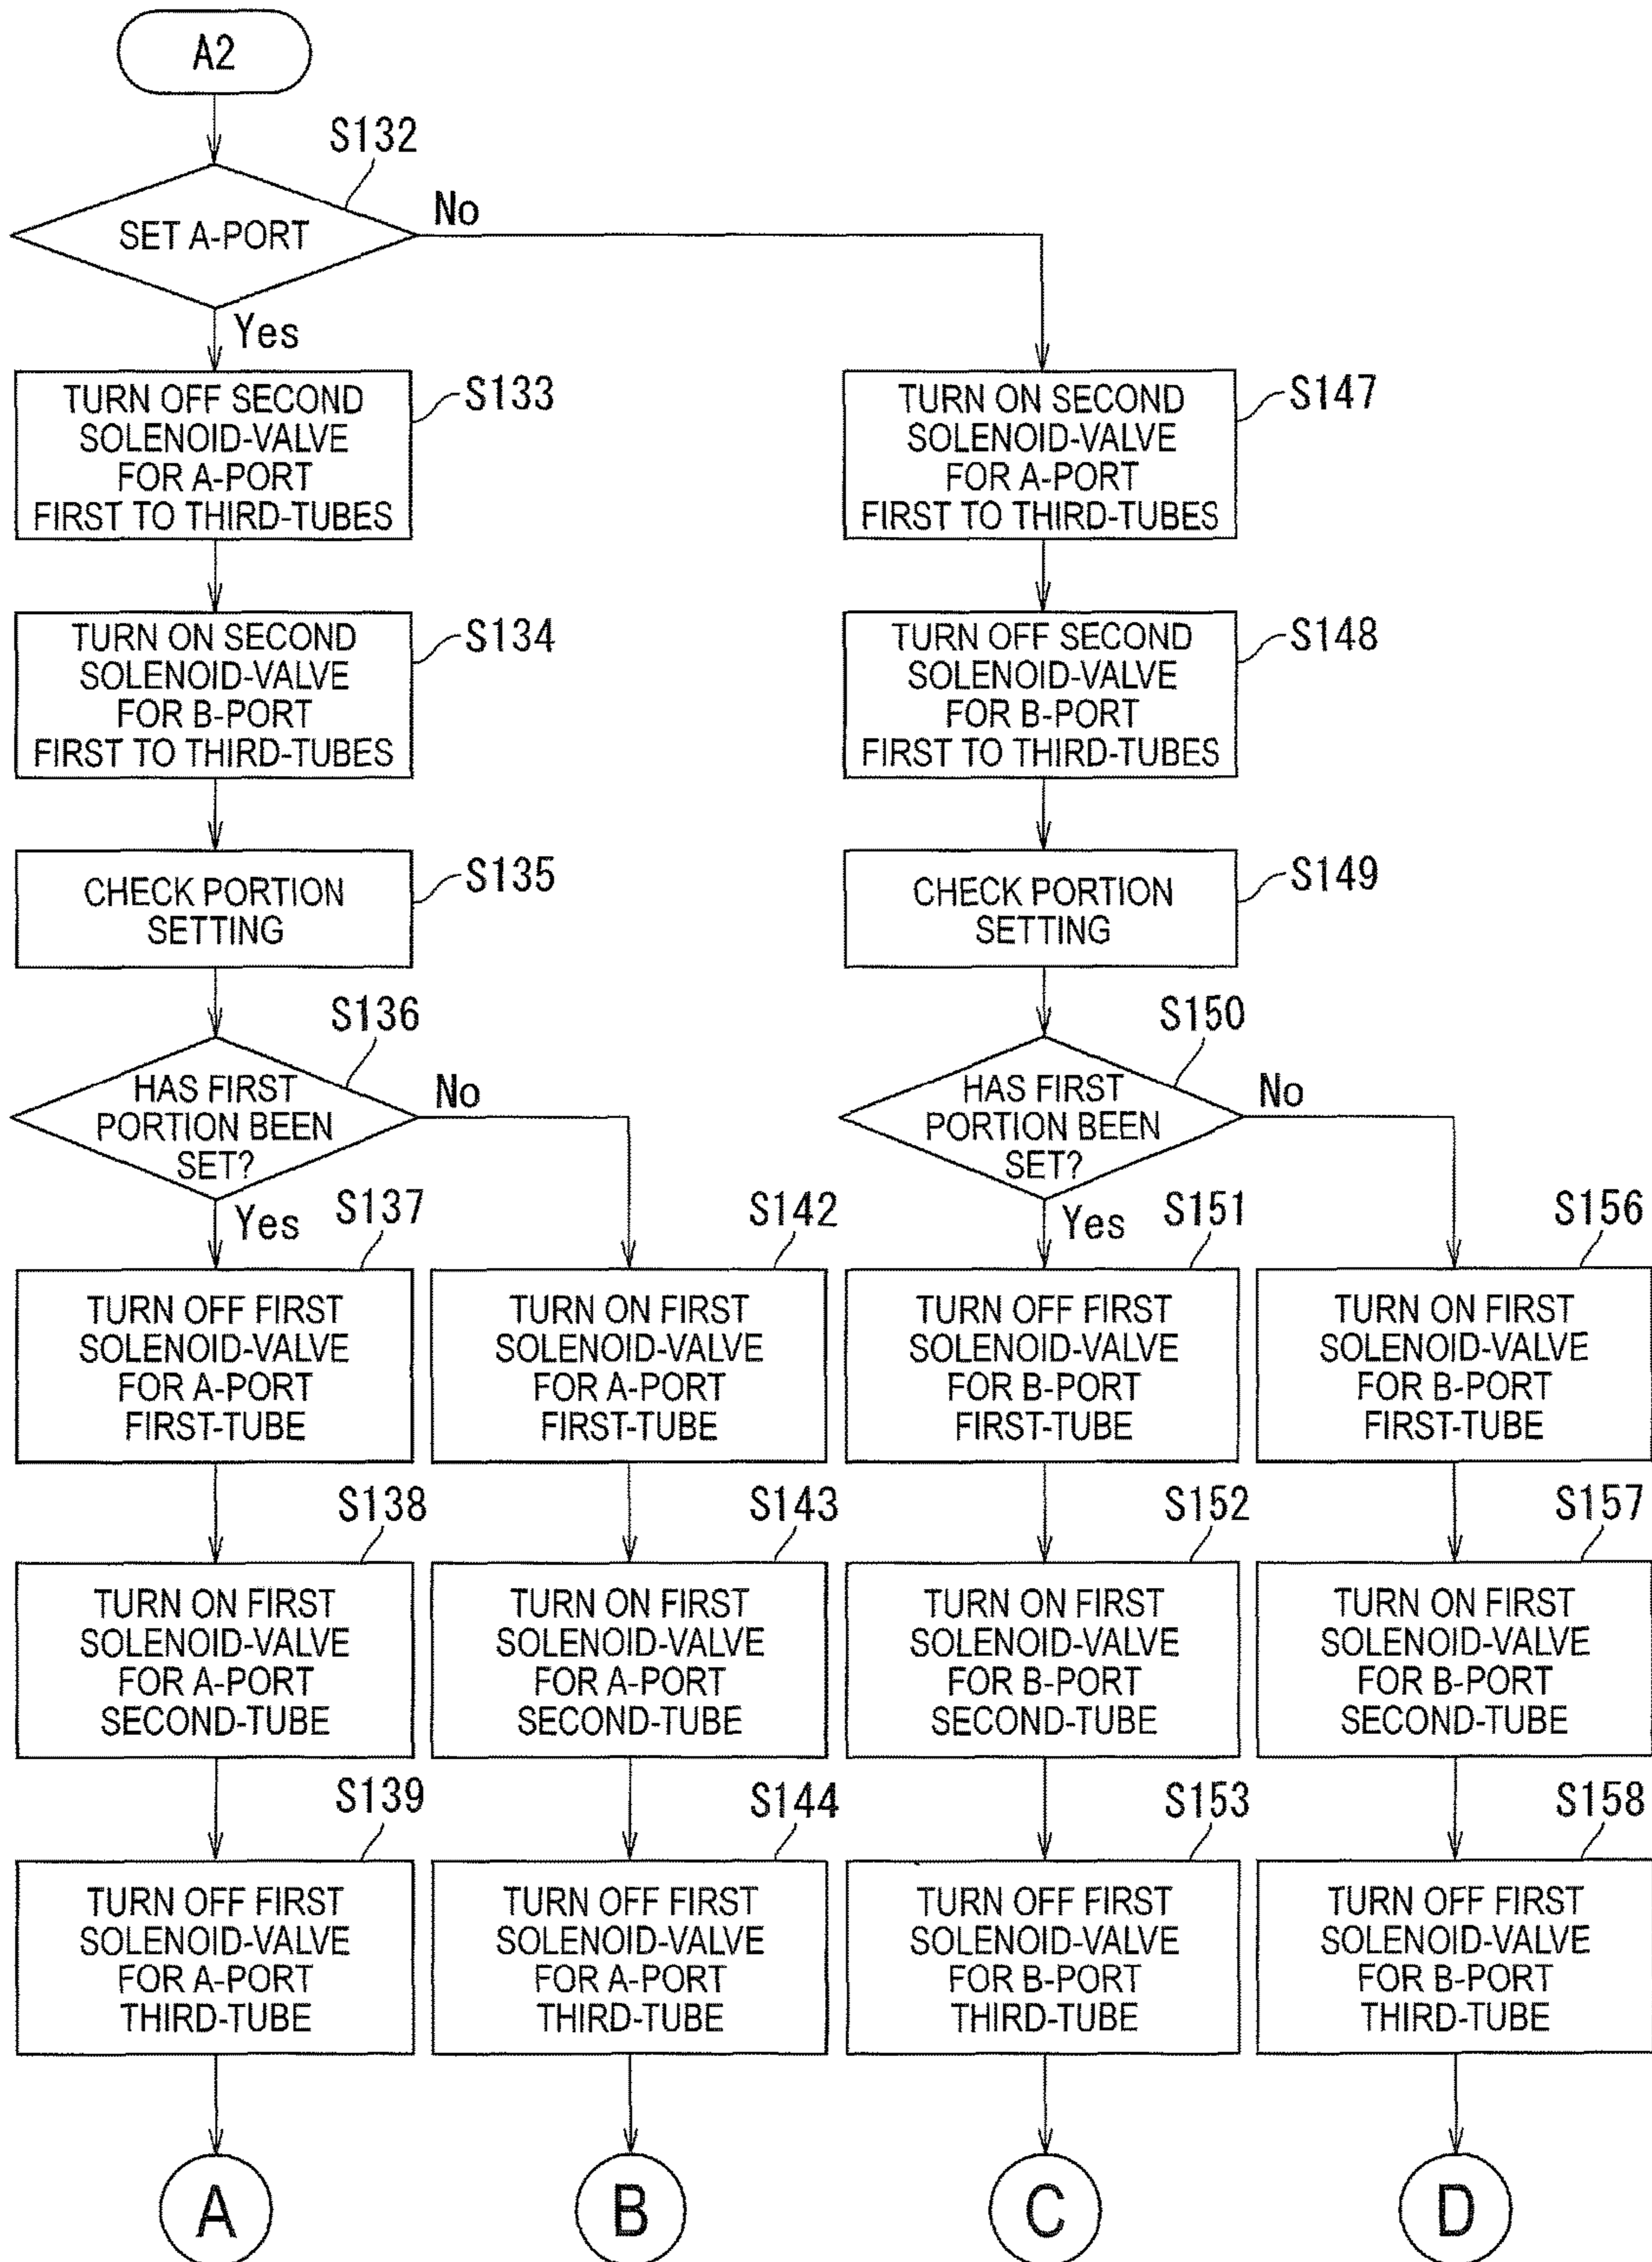 A2
S132
SET A-PORT
No
Yes
S133
TURN OFF SECOND
SOLENOID-VALVE
FOR A-PORT
FIRST TO THIRD-TUBES
S134
TURN ON SECOND
SOLENOID-VALVE
FOR B-PORT
FIRST TO THIRD-TUBES
S135
CHECK PORTION
SETTING
S136
HAS FIRST
PORTION BEEN
SET?
No
Yes
S137
TURN OFF FIRST
SOLENOID-VALVE
FOR A-PORT
FIRST-TUBE
S138
TURN ON FIRST
SOLENOID-VALVE
FOR A-PORT
SECOND-TUBE
S139
TURN OFF FIRST
SOLENOID-VALVE
FOR A-PORT
THIRD-TUBE
A
S142
TURN ON FIRST
SOLENOID-VALVE
FOR A-PORT
FIRST-TUBE
S143
TURN ON FIRST
SOLENOID-VALVE
FOR A-PORT
SECOND-TUBE
S144
TURN OFF FIRST
SOLENOID-VALVE
FOR A-PORT
THIRD-TUBE
B
S147
TURN ON SECOND
SOLENOID-VALVE
FOR A-PORT
FIRST TO THIRD-TUBES
S148
TURN OFF SECOND
SOLENOID-VALVE
FOR B-PORT
FIRST TO THIRD-TUBES
S149
CHECK PORTION
SETTING
S150
HAS FIRST
PORTION BEEN
SET?
No
Yes
S151
TURN OFF FIRST
SOLENOID-VALVE
FOR B-PORT
FIRST-TUBE
S152
TURN ON FIRST
SOLENOID-VALVE
FOR B-PORT
SECOND-TUBE
S153
TURN OFF FIRST
SOLENOID-VALVE
FOR B-PORT
THIRD-TUBE
C
S156
TURN ON FIRST
SOLENOID-VALVE
FOR B-PORT
FIRST-TUBE
S157
TURN ON FIRST
SOLENOID-VALVE
FOR B-PORT
SECOND-TUBE
S158
TURN OFF FIRST
SOLENOID-VALVE
FOR B-PORT
THIRD-TUBE
D